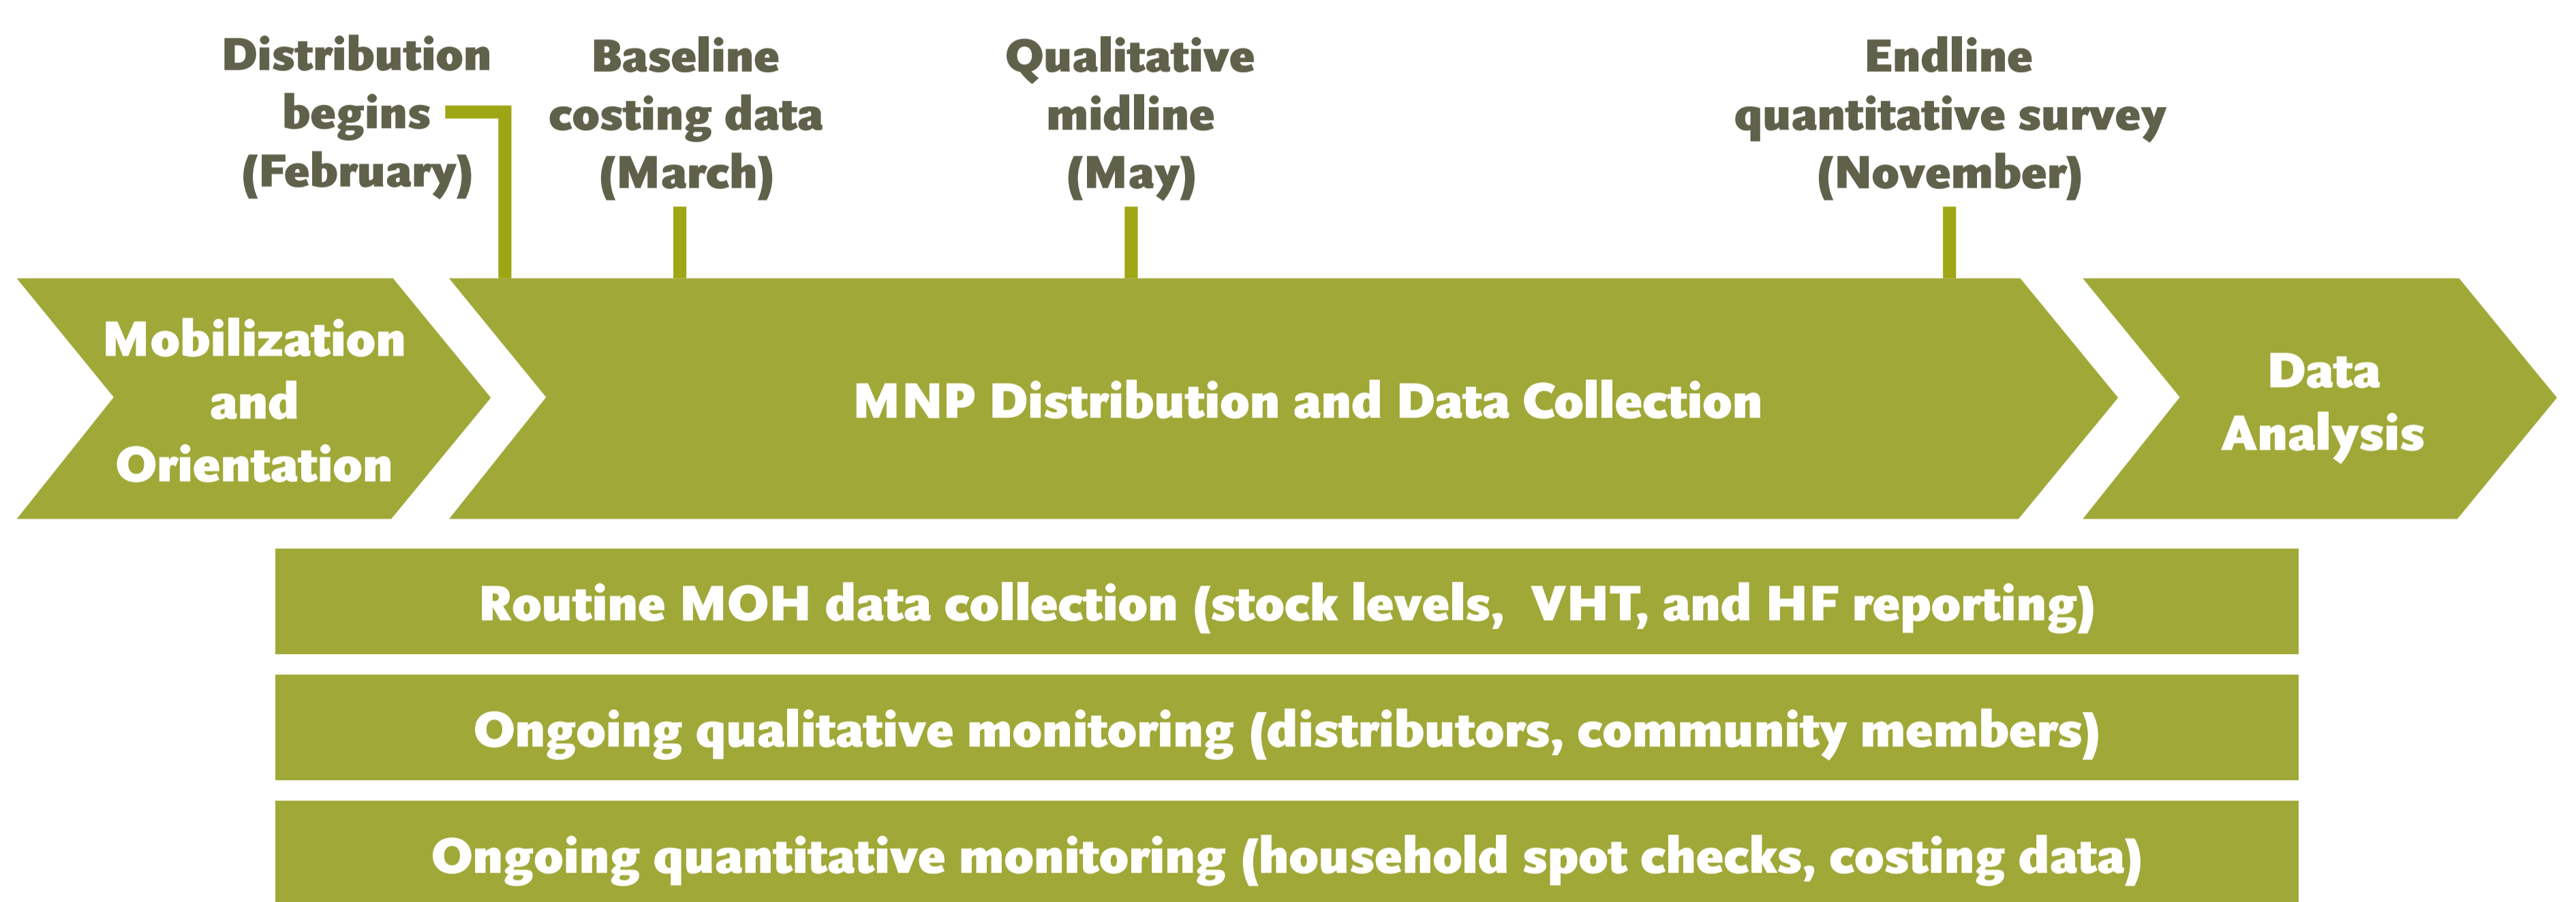 Distribution
begins
(February)
Baseline
costing data
(March)
Qualitative
midline
(May)
Endline
quantitative survey
(November)
Mobilization
and
Orientation
MNP Distribution and Data Collection
Data
Analysis
Routine MOH data collection (stock levels, VHT, and HF reporting)
Ongoing qualitative monitoring (distributors, community members)
Ongoing quantitative monitoring (household spot checks, costing data)